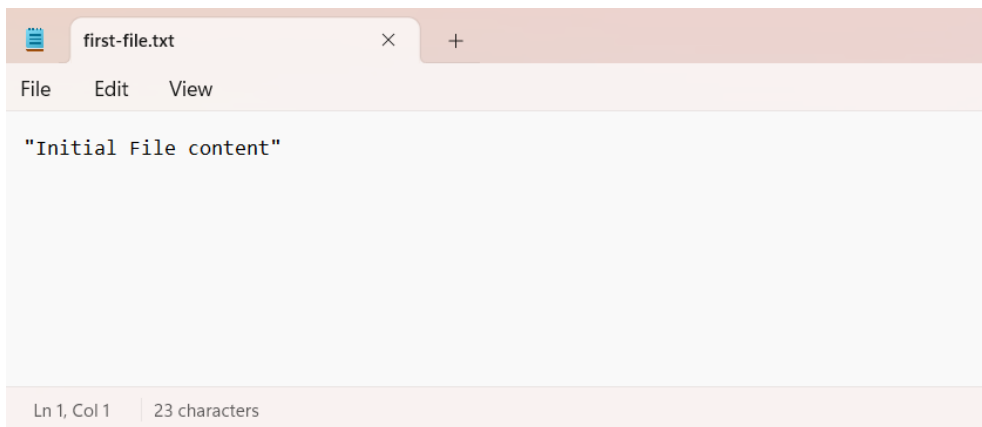 first-file.txt
File Edit View
"Initial File content"
Ln 1, Col 1 23 characters